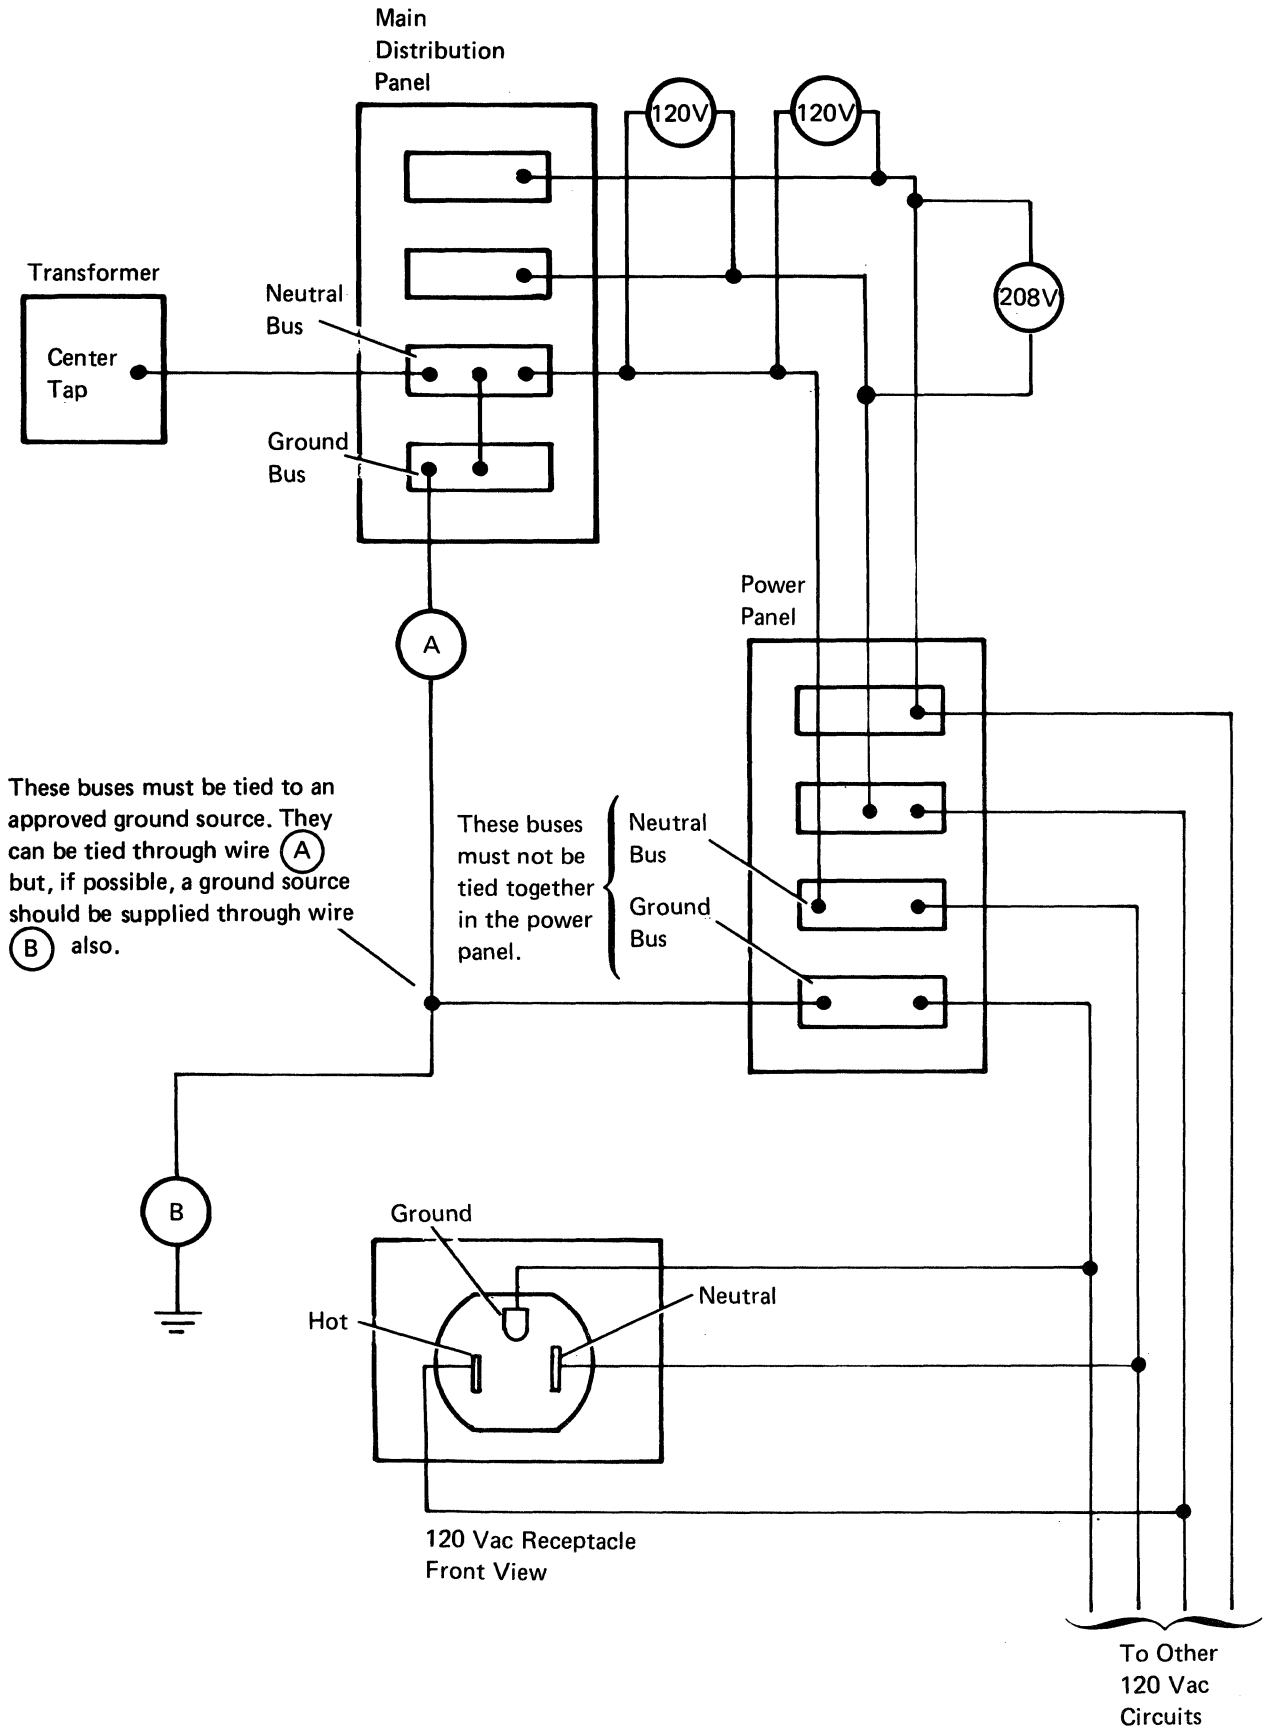 Main
Distribution
Panel
120V
120V
Transformer
Neutral
Bus
208V
Center
Tap
Ground
Bus
Power
Panel
A
These buses must be tied to an
approved ground source. They
can be tied through wire A
but, if possible, a ground source
should be supplied through wire
B also.
These buses
must not be
tied together
in the power
panel.
Neutral
Bus
Ground
Bus
B
Ground
Neutral
Hot
120 Vac Receptacle
Front View
To Other
120 Vac
Circuits